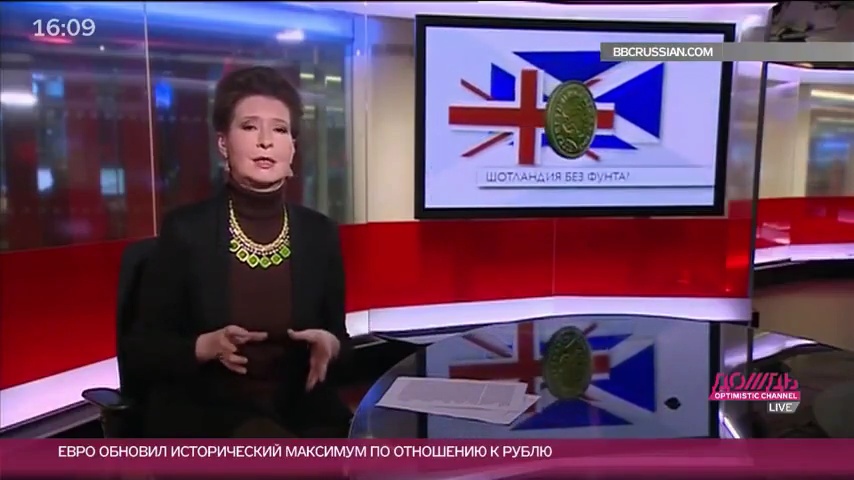 16:09
BBCRUSSIAN.COM
ШОТЛАНДИЯ БЕЗ ФУНТА?
ДОЖДЬ
OPTIMISTIC CHANNEL
LIVE
ЕВРО ОБНОВИЛ ИСТОРИЧЕСКИЙ МАКСИМУМ ПО ОТНОШЕНИЮ К РУБЛЮ